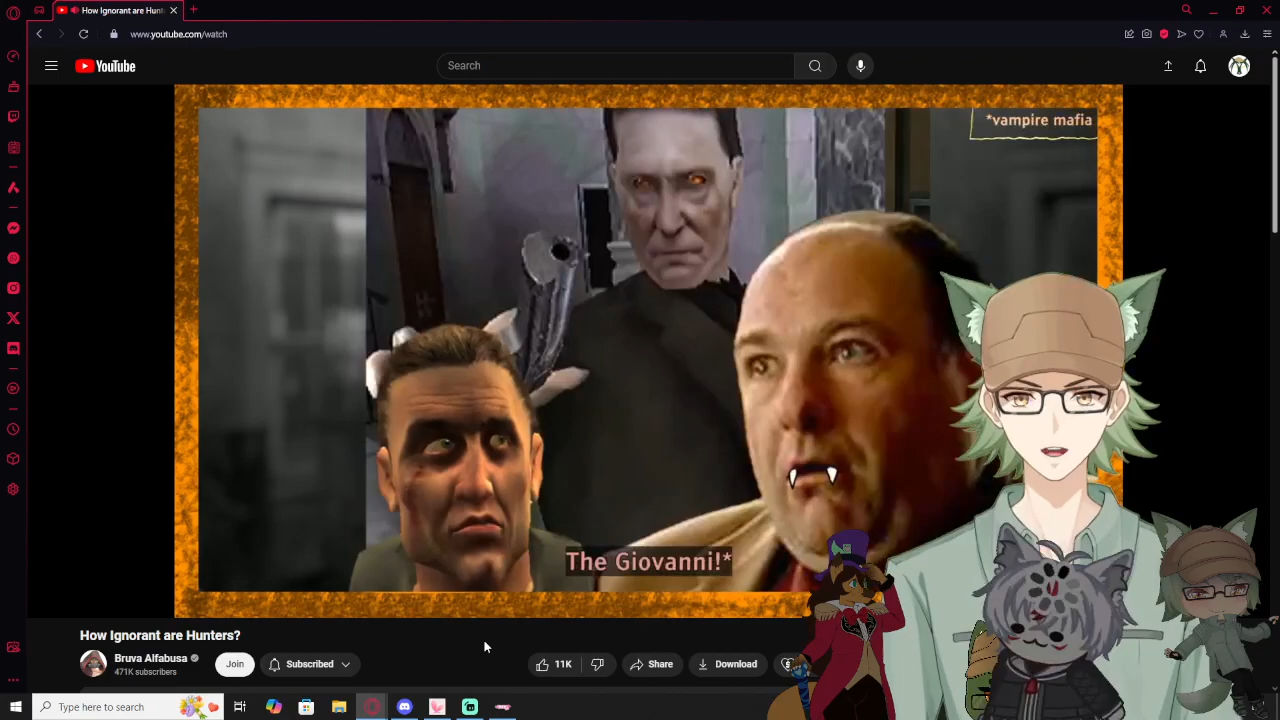 How Ignorant are Hun
www.youtube.com/watch
YouTube
Search
*vampire mafia
The Giovanni!*
How Ignorant are Hunters?
Bruva Alfabusa
471K subscribers
Join
Subscribed
11K
Share
Download
Type here to search